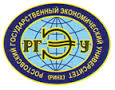 РОСТОВСКИЙ ГОСУДАРСТВЕННЫЙ ЭКОНОМИЧЕСКИЙ УНИВЕРСИТЕТ
РГЭУ
(РИНХ)